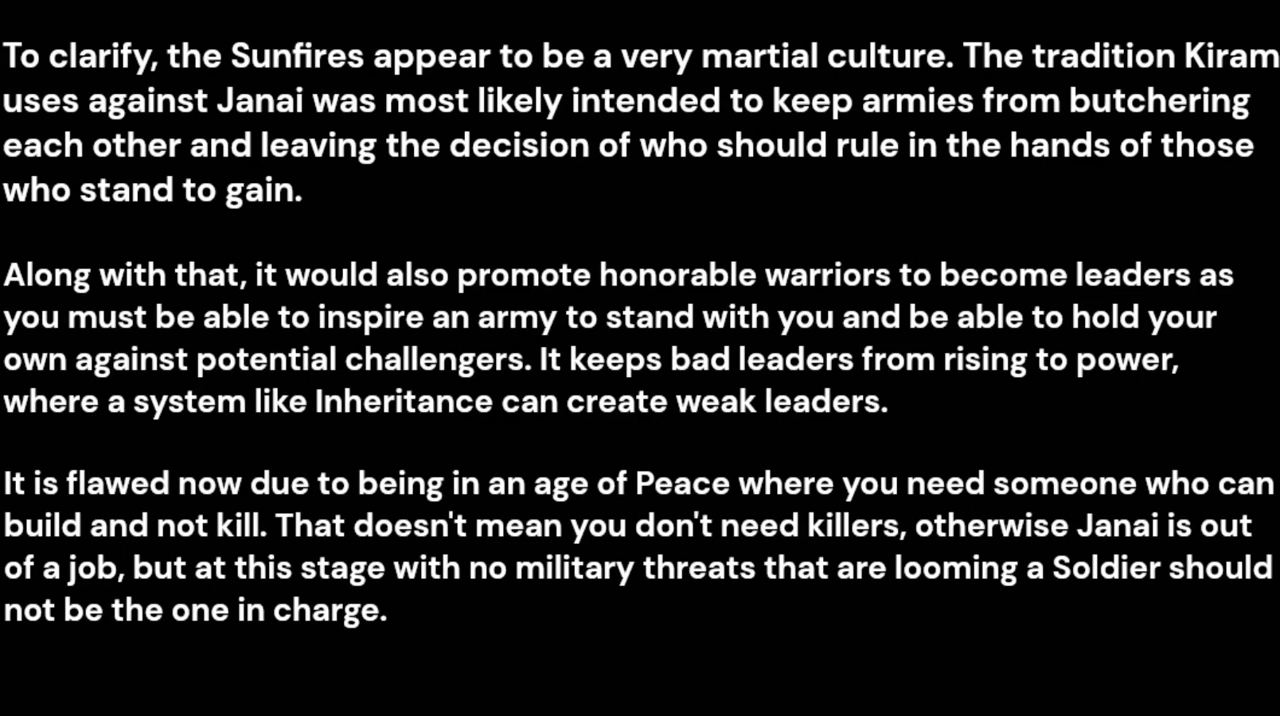 To clarify, the Sunfires appear to be a very martial culture. The tradition Kiram
uses against Janai was most likely intended to keep armies from butchering
each other and leaving the decision of who should rule in the hands of those
who stand to gain.
Along with that, it would also promote honorable warriors to become leaders as
you must be able to inspire an army to stand with you and be able to hold your
own against potential challengers. It keeps bad leaders from rising to power,
where a system like Inheritance can create weak leaders.
It is flawed now due to being in an age of Peace where you need someone who can
build and not kill. That doesn't mean you don't need killers, otherwise Janai is out
of a job, but at this stage with no military threats that are looming a Soldier should
not be the one in charge.